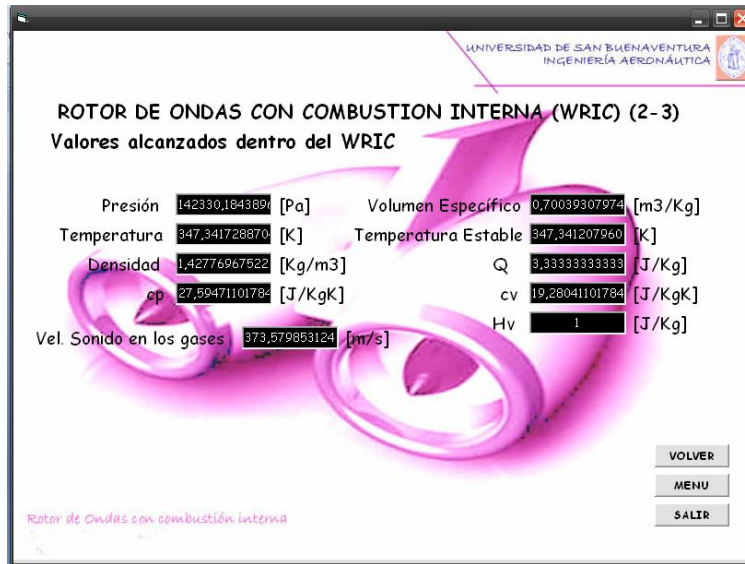 UNIVERSIDAD DE SAN BUENAVENTURA
INGENIERÍA AERONÁUTICA
ROTOR DE ONDAS CON COMBUSTION INTERNA (WRIC) (2-3)
Valores alcanzados dentro del WRIC
Presión 142330,1843896 [Pa] Volumen Específico 0,70039307974 [m3/Kg]
Temperatura 347,3417288704 [K] Temperatura Estable 347,341207960 [K]
Densidad 1,42776967522 [Kg/m3] Q 3,33333333333 [J/Kg]
cp 27,59471101784 [J/KgK] cv 19,28041101784 [J/KgK]
Vel. Sonido en los gases 373,579853124 [m/s] Hv 1 [J/Kg]
VOLVER
MENU
SALIR
Rotor de Ondas con combustión interna